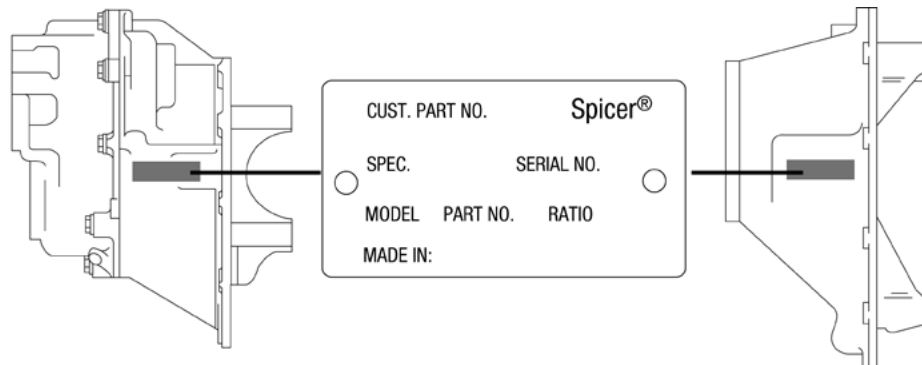 CUST. PART NO. Spicer®
SPEC. SERIAL NO.
MODEL PART NO. RATIO
MADE IN: